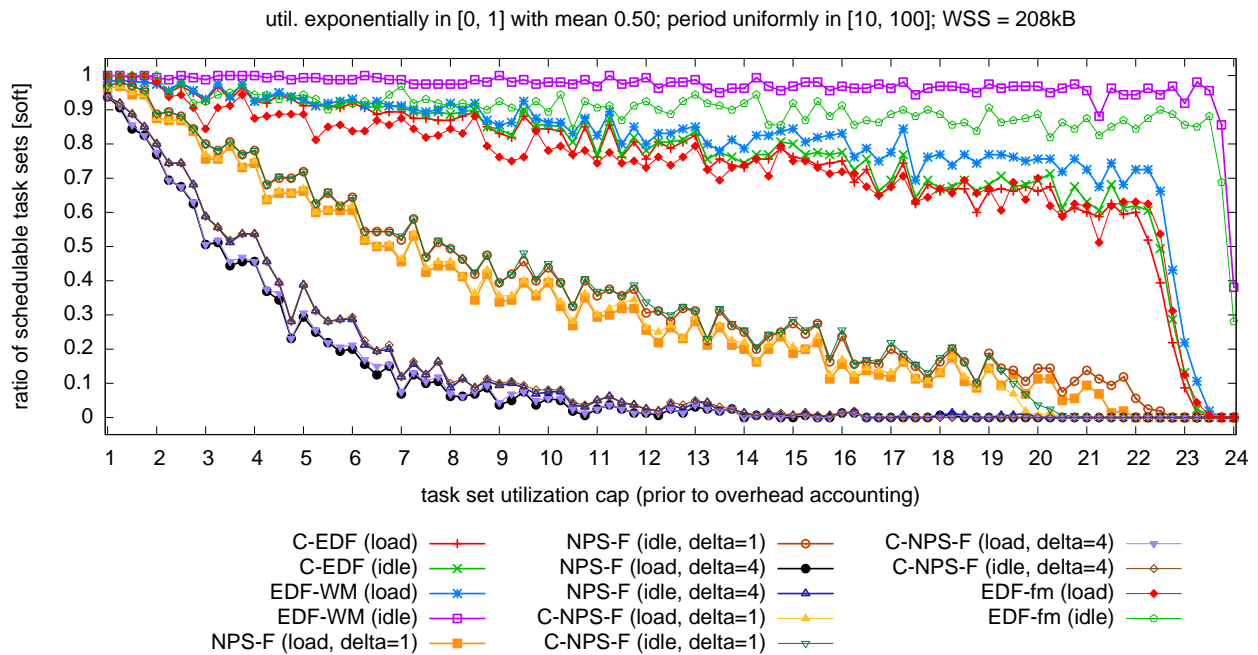 util. exponentially in [0, 1] with mean 0.50; period uniformly in [10, 100]; WSS = 208kB
ratio of schedulable task sets [soft]
1
0.9
0.8
0.7
0.6
0.5
0.4
0.3
0.2
0.1
0
1 2 3 4 5 6 7 8 9 10 11 12 13 14 15 16 17 18 19 20 21 22 23 24
task set utilization cap (prior to overhead accounting)
C-EDF (load)
C-EDF (idle)
EDF-WM (load)
EDF-WM (idle)
NPS-F (load, delta=1)
NPS-F (idle, delta=1)
NPS-F (load, delta=4)
NPS-F (idle, delta=4)
C-NPS-F (load, delta=1)
C-NPS-F (idle, delta=1)
C-NPS-F (load, delta=4)
C-NPS-F (idle, delta=4)
EDF-fm (load)
EDF-fm (idle)